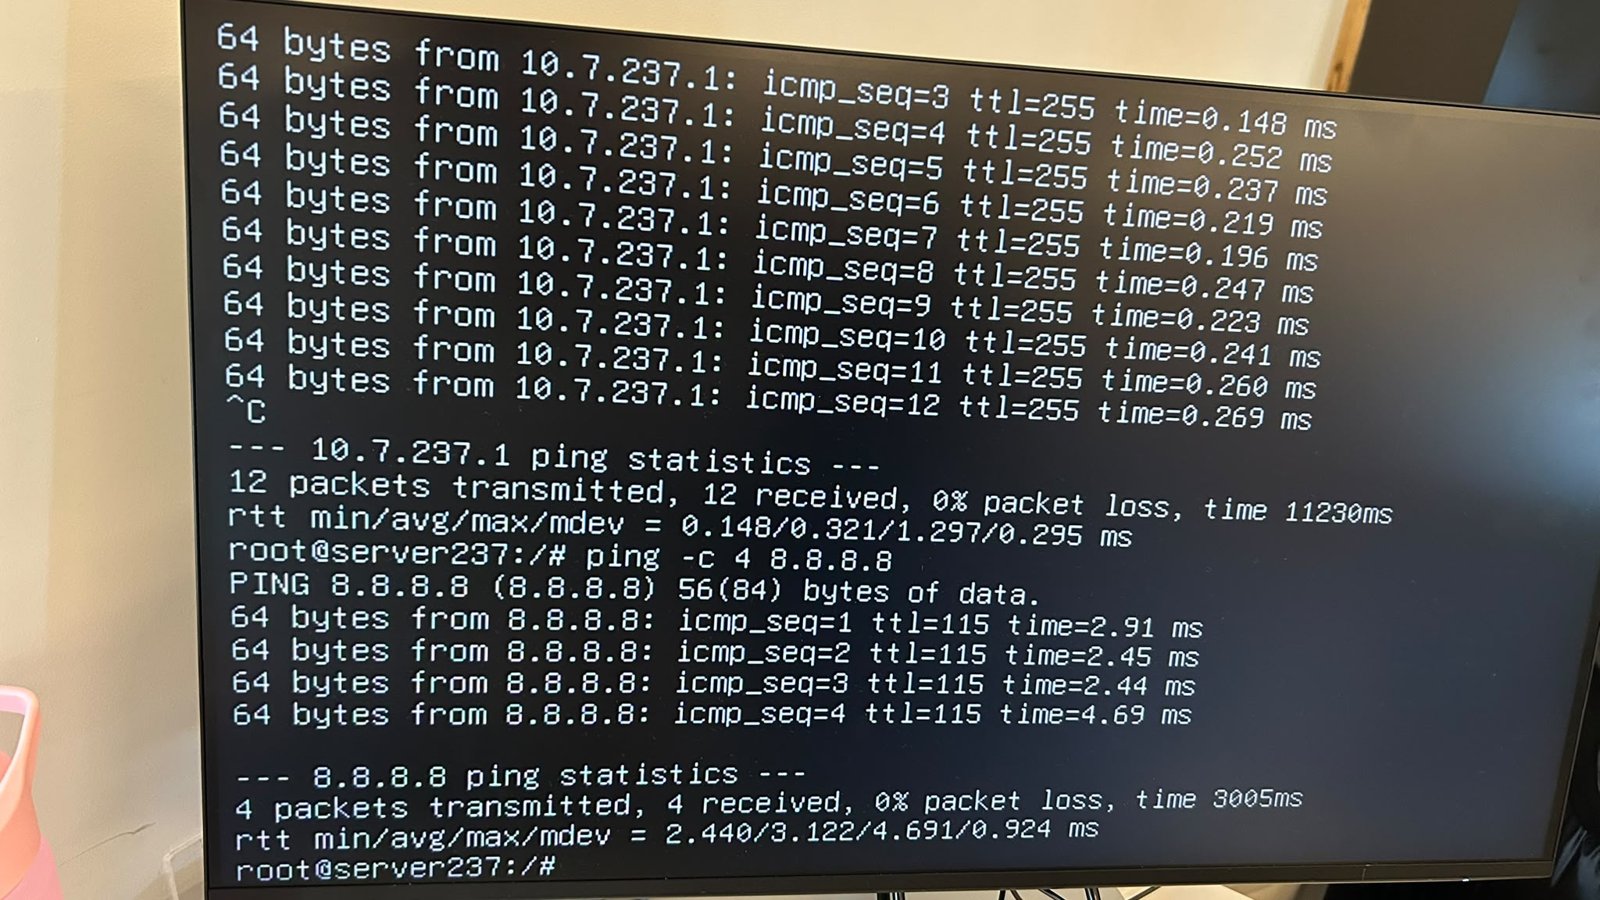 64 bytes from 10.7.237.1: icmp_seq=3 ttl=255 time=0.148 ms
64 bytes from 10.7.237.1: icmp_seq=4 ttl=255 time=0.252 ms
64 bytes from 10.7.237.1: icmp_seq=5 ttl=255 time=0.237 ms
64 bytes from 10.7.237.1: icmp_seq=6 ttl=255 time=0.219 ms
64 bytes from 10.7.237.1: icmp_seq=7 ttl=255 time=0.196 ms
64 bytes from 10.7.237.1: icmp_seq=8 ttl=255 time=0.247 ms
64 bytes from 10.7.237.1: icmp_seq=9 ttl=255 time=0.223 ms
64 bytes from 10.7.237.1: icmp_seq=10 ttl=255 time=0.241 ms
64 bytes from 10.7.237.1: icmp_seq=11 ttl=255 time=0.260 ms
64 bytes from 10.7.237.1: icmp_seq=12 ttl=255 time=0.269 ms
^C
--- 10.7.237.1 ping statistics ---
12 packets transmitted, 12 received, 0% packet loss, time 11230ms
rtt min/avg/max/mdev = 0.148/0.321/1.297/0.295 ms
root@server237:/# ping -c 4 8.8.8.8
PING 8.8.8.8 (8.8.8.8) 56(84) bytes of data.
64 bytes from 8.8.8.8: icmp_seq=1 ttl=115 time=2.91 ms
64 bytes from 8.8.8.8: icmp_seq=2 ttl=115 time=2.45 ms
64 bytes from 8.8.8.8: icmp_seq=3 ttl=115 time=2.44 ms
64 bytes from 8.8.8.8: icmp_seq=4 ttl=115 time=4.69 ms
--- 8.8.8.8 ping statistics ---
4 packets transmitted, 4 received, 0% packet loss, time 3005ms
rtt min/avg/max/mdev = 2.440/3.122/4.691/0.924 ms
root@server237:/#